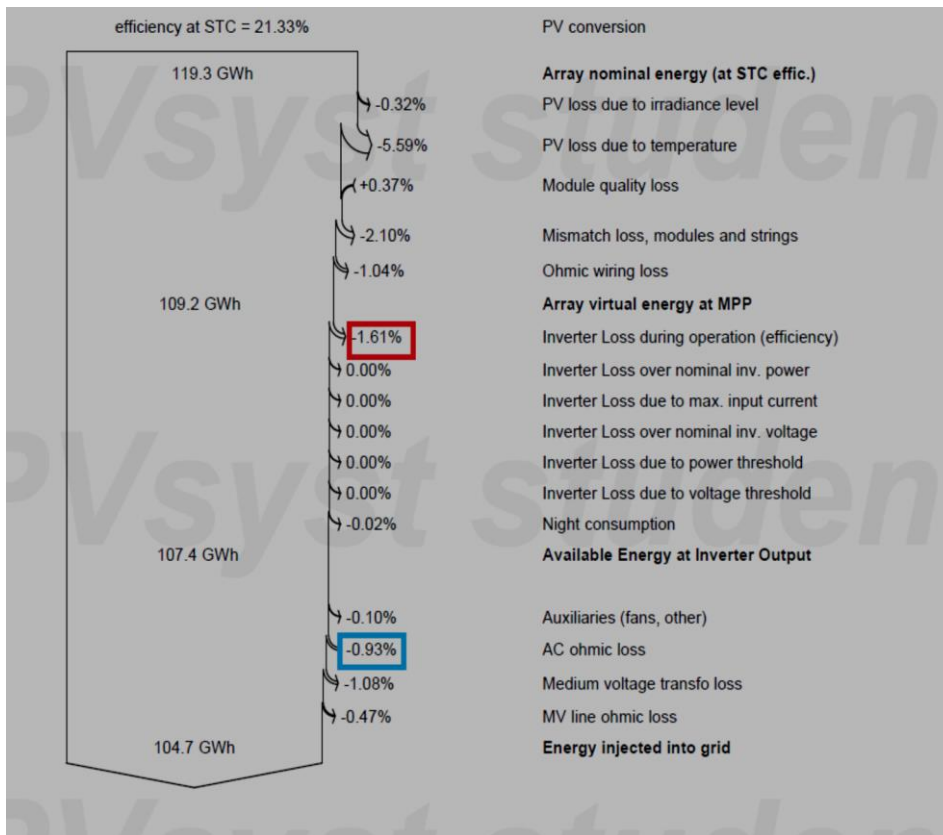 efficiency at STC = 21.33% PV conversion
119.3 GWh Array nominal energy (at STC effic.)
-0.32% PV loss due to irradiance level
-5.59% PV loss due to temperature
+0.37% Module quality loss
-2.10% Mismatch loss, modules and strings
-1.04% Ohmic wiring loss
109.2 GWh Array virtual energy at MPP
-1.61% Inverter Loss during operation (efficiency)
0.00% Inverter Loss over nominal inv. power
0.00% Inverter Loss due to max. input current
0.00% Inverter Loss over nominal inv. voltage
0.00% Inverter Loss due to power threshold
0.00% Inverter Loss due to voltage threshold
-0.02% Night consumption
107.4 GWh Available Energy at Inverter Output
-0.10% Auxiliaries (fans, other)
-0.93% AC ohmic loss
-1.08% Medium voltage transfo loss
-0.47% MV line ohmic loss
104.7 GWh Energy injected into grid
PVsyst studen
PVsyst studen
PVsyst studen